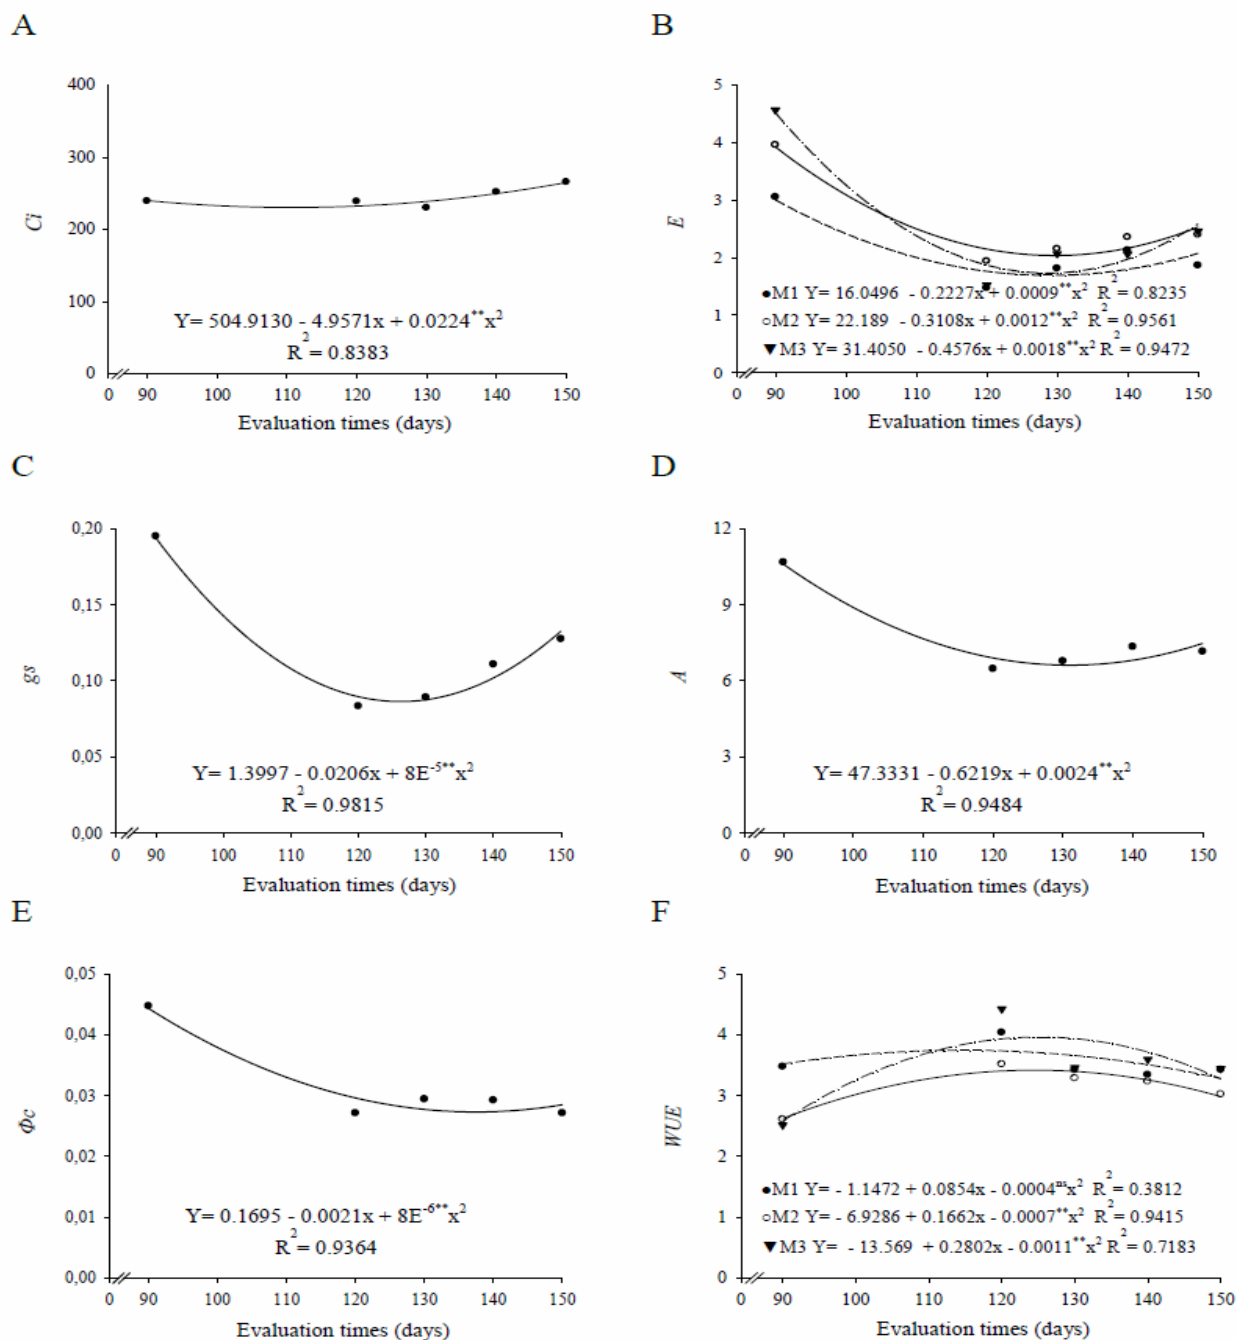 A
400
300
200
100
0
Ci
Y= 504.9130 - 4.9571x + 0.0224**x²
R² = 0.8383
0 90 100 110 120 130 140 150
Evaluation times (days)
B
5
4
3
2
1
0
E
●M1 Y= 16.0496 - 0.2227x + 0.0009**x² R² = 0.8235
○M2 Y= 22.189 - 0.3108x + 0.0012**x² R² = 0.9561
▼M3 Y= 31.4050 - 0.4576x + 0.0018**x² R² = 0.9472
0 90 100 110 120 130 140 150
Evaluation times (days)
C
0,20
0,15
0,10
0,05
0,00
gs
Y= 1.3997 - 0.0206x + 8E⁻⁵**x²
R² = 0.9815
0 90 100 110 120 130 140 150
Evaluation times (days)
D
12
9
6
3
0
A
Y= 47.3331 - 0.6219x + 0.0024**x²
R² = 0.9484
0 90 100 110 120 130 140 150
Evaluation times (days)
E
0,05
0,04
0,03
0,02
0,01
0,00
Φc
Y= 0.1695 - 0.0021x + 8E⁻⁶**x²
R² = 0.9364
0 90 100 110 120 130 140 150
Evaluation times (days)
F
5
4
3
2
1
0
WUE
●M1 Y= - 1.1472 + 0.0854x - 0.0004ⁿˢx² R² = 0.3812
○M2 Y= - 6.9286 + 0.1662x - 0.0007**x² R² = 0.9415
▼M3 Y= - 13.569 + 0.2802x - 0.0011**x² R² = 0.7183
0 90 100 110 120 130 140 150
Evaluation times (days)